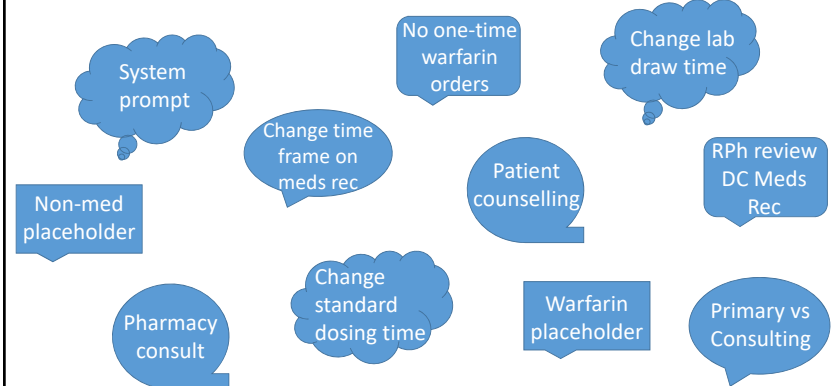 No one-time
warfarin
orders
Change lab
draw time
System
prompt
Change time
frame on
meds rec
RPh review
DC Meds
Rec
Patient
counselling
Non-med
placeholder
Change
standard
dosing time
Warfarin
placeholder
Primary vs
Consulting
Pharmacy
consult